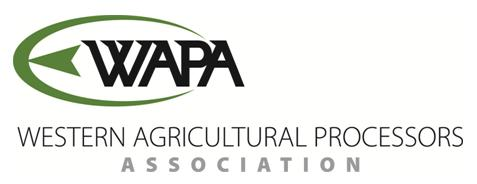 WAPA
WESTERN AGRICULTURAL PROCESSORS
ASSOCIATION